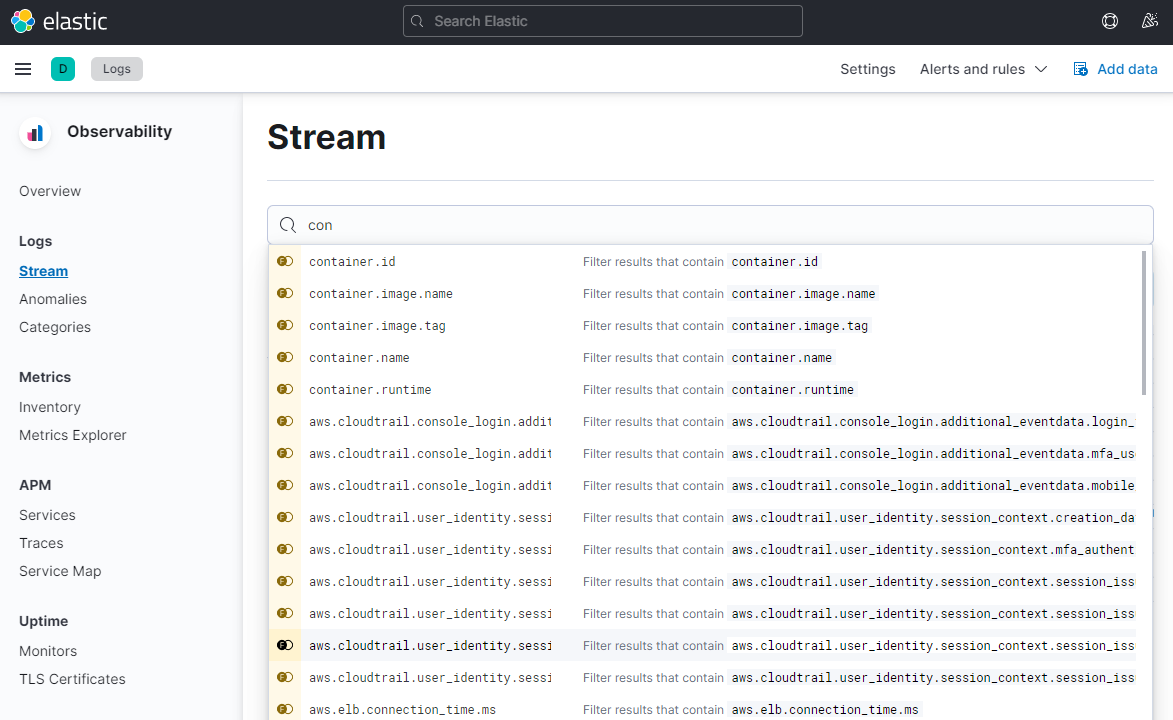 elastic
Search Elastic
D
Logs
Settings
Alerts and rules
Add data
Observability
Overview
Logs
Stream
Anomalies
Categories
Metrics
Inventory
Metrics Explorer
APM
Services
Traces
Service Map
Uptime
Monitors
TLS Certificates
Stream
con
container.id Filter results that contain container.id
container.image.name Filter results that contain container.image.name
container.image.tag Filter results that contain container.image.tag
container.name Filter results that contain container.name
container.runtime Filter results that contain container.runtime
aws.cloudtrail.console_login.addit Filter results that contain aws.cloudtrail.console_login.additional_eventdata.login_
aws.cloudtrail.console_login.addit Filter results that contain aws.cloudtrail.console_login.additional_eventdata.mfa_us
aws.cloudtrail.console_login.addit Filter results that contain aws.cloudtrail.console_login.additional_eventdata.mobile_
aws.cloudtrail.user_identity.sessi Filter results that contain aws.cloudtrail.user_identity.session_context.creation_da
aws.cloudtrail.user_identity.sessi Filter results that contain aws.cloudtrail.user_identity.session_context.mfa_authent
aws.cloudtrail.user_identity.sessi Filter results that contain aws.cloudtrail.user_identity.session_context.session_iss
aws.cloudtrail.user_identity.sessi Filter results that contain aws.cloudtrail.user_identity.session_context.session_iss
aws.cloudtrail.user_identity.sessi Filter results that contain aws.cloudtrail.user_identity.session_context.session_iss
aws.cloudtrail.user_identity.sessi Filter results that contain aws.cloudtrail.user_identity.session_context.session_iss
aws.elb.connection_time.ms Filter results that contain aws.elb.connection_time.ms